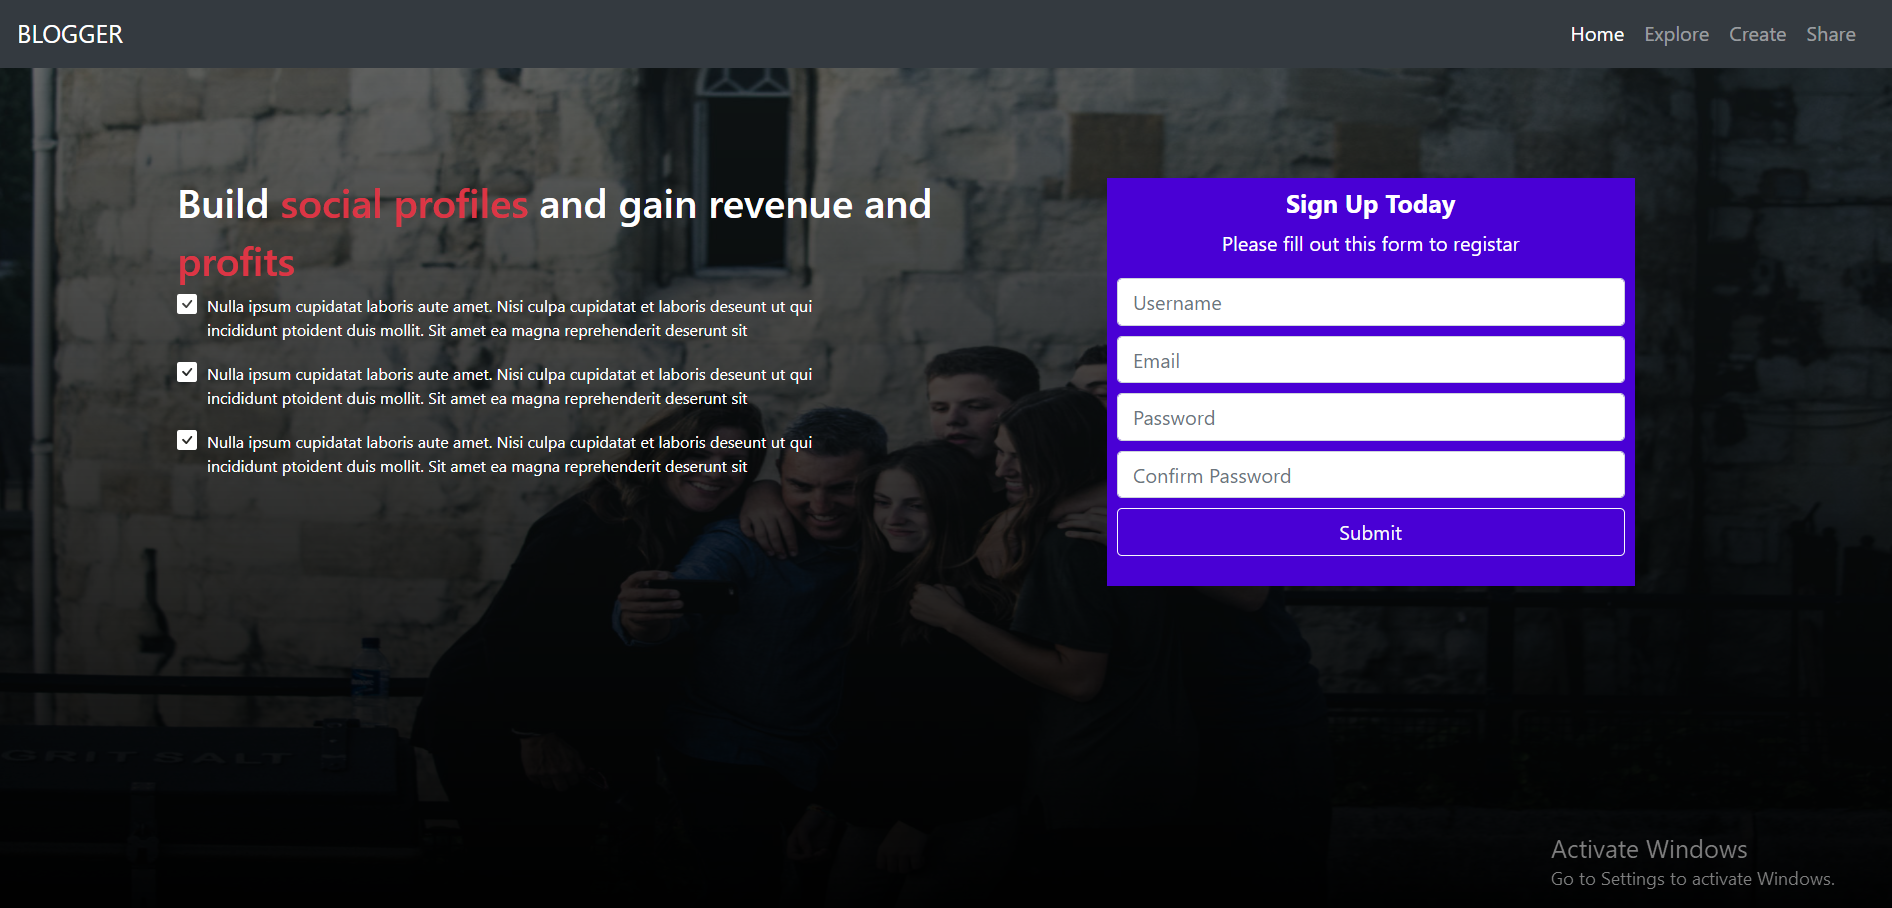 BLOGGER
Home Explore Create Share
Build social profiles and gain revenue and
profits
Nulla ipsum cupidatat laboris aute amet. Nisi culpa cupidatat et laboris deseunt ut qui
incididunt ptoident duis mollit. Sit amet ea magna reprehenderit deserunt sit
Nulla ipsum cupidatat laboris aute amet. Nisi culpa cupidatat et laboris deseunt ut qui
incididunt ptoident duis mollit. Sit amet ea magna reprehenderit deserunt sit
Nulla ipsum cupidatat laboris aute amet. Nisi culpa cupidatat et laboris deseunt ut qui
incididunt ptoident duis mollit. Sit amet ea magna reprehenderit deserunt sit
Sign Up Today
Please fill out this form to registar
Username
Email
Password
Confirm Password
Submit
GRIT SALT
Activate Windows
Go to Settings to activate Windows.